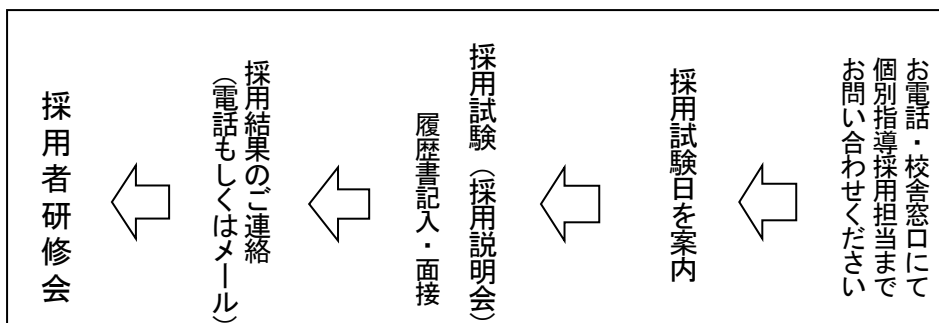 お電話・校舎窓口にて
個別指導採用担当まで
お問い合わせください
採用試験日を案内
採用試験（採用説明会）
履歴書記入・面接
採用結果のご連絡
（電話もしくはメール）
採用者研修会